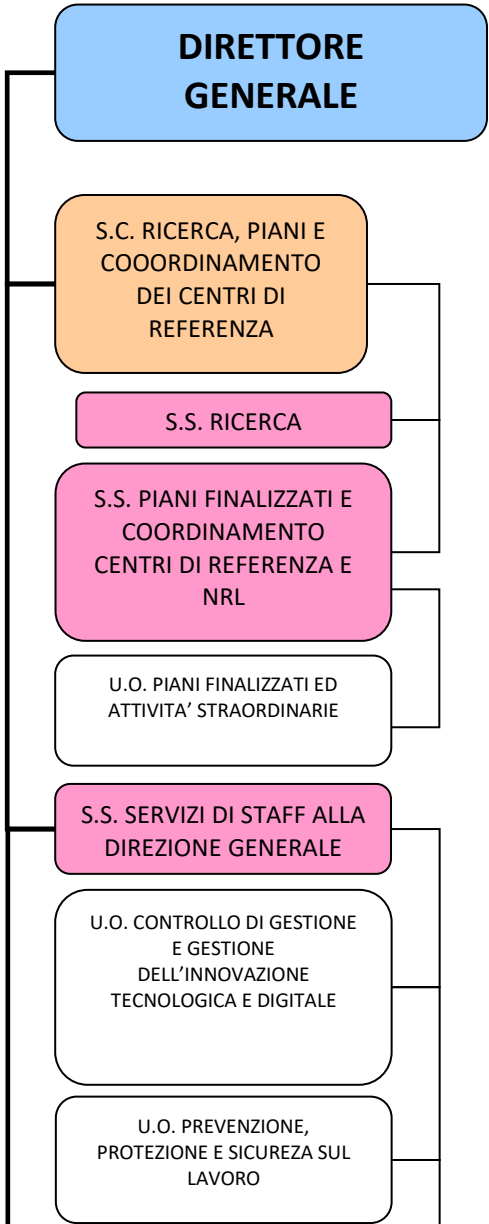 DIRETTORE
GENERALE
S.C. RICERCA, PIANI E
COOORDINAMENTO
DEI CENTRI DI
REFERENZA
S.S. RICERCA
S.S. PIANI FINALIZZATI E
COORDINAMENTO
CENTRI DI REFERENZA E
NRL
U.O. PIANI FINALIZZATI ED
ATTIVITA’ STRAORDINARIE
S.S. SERVIZI DI STAFF ALLA
DIREZIONE GENERALE
U.O. CONTROLLO DI GESTIONE
E GESTIONE
DELL’INNOVAZIONE
TECNOLOGICA E DIGITALE
U.O. PREVENZIONE,
PROTEZIONE E SICUREZA SUL
LAVORO